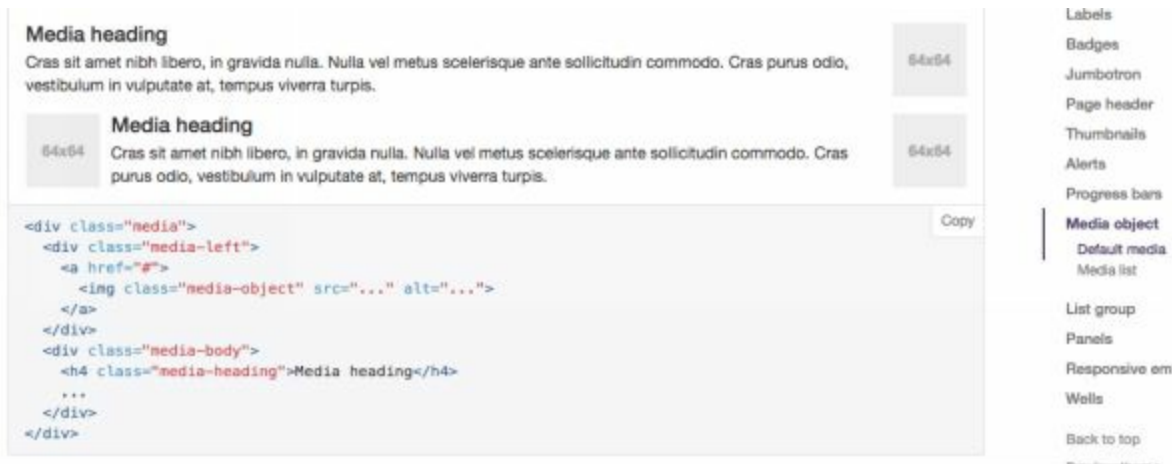 Media heading
Cras sit amet nibh libero, in gravida nulla. Nulla vel metus scelerisque ante sollicitudin commodo. Cras purus odio,
vestibulum in vulputate at, tempus viverra turpis.
64x64
64x64
Media heading
Cras sit amet nibh libero, in gravida nulla. Nulla vel metus scelerisque ante sollicitudin commodo. Cras
purus odio, vestibulum in vulputate at, tempus viverra turpis.
64x64
Copy
<div class="media">
  <div class="media-left">
    <a href="#">
      <img class="media-object" src="..." alt="...">
    </a>
  </div>
  <div class="media-body">
    <h4 class="media-heading">Media heading</h4>
    ...
  </div>
</div>
Labels
Badges
Jumbotron
Page header
Thumbnails
Alerts
Progress bars
Media object
Default media
Media list
List group
Panels
Responsive em
Wells
Back to top